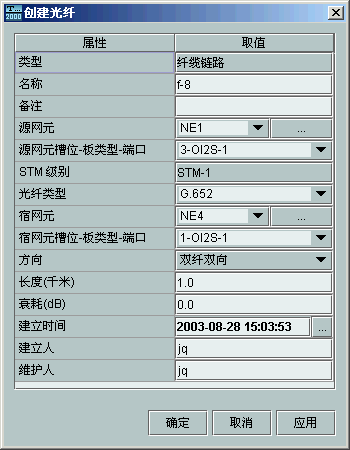 T... 2000 创建光纤
属性 取值
类型 纤缆链路
名称 f-8
备注
源网元 NE1 ...
源网元槽位-板类型-端口 3-OI2S-1
STM 级别 STM-1
光纤类型 G.652
宿网元 NE4 ...
宿网元槽位-板类型-端口 1-OI2S-1
方向 双纤双向
长度(千米) 1.0
衰耗(dB) 0.0
建立时间 2003-08-28 15:03:53 ...
建立人 jq
维护人 jq
确定 取消 应用